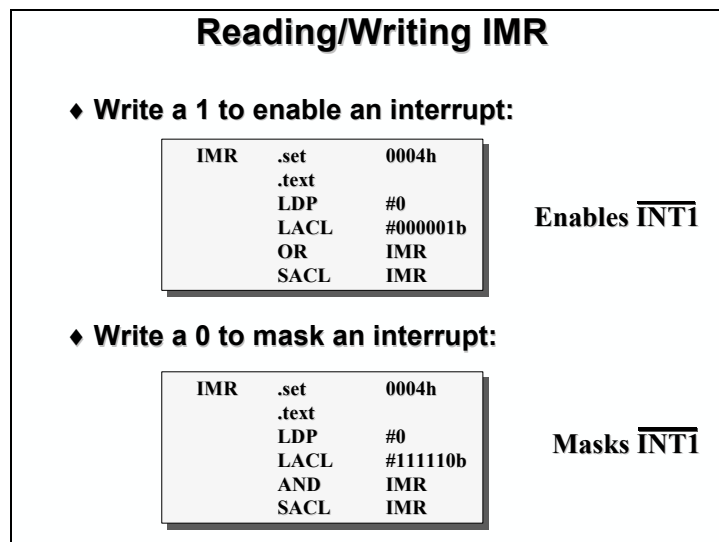 Reading/Writing IMR
♦ Write a 1 to enable an interrupt:
IMR .set 0004h
.text
LDP #0
LACL #000001b
OR IMR
SACL IMR
Enables I̅N̅T̅1̅
♦ Write a 0 to mask an interrupt:
IMR .set 0004h
.text
LDP #0
LACL #111110b
AND IMR
SACL IMR
Masks I̅N̅T̅1̅